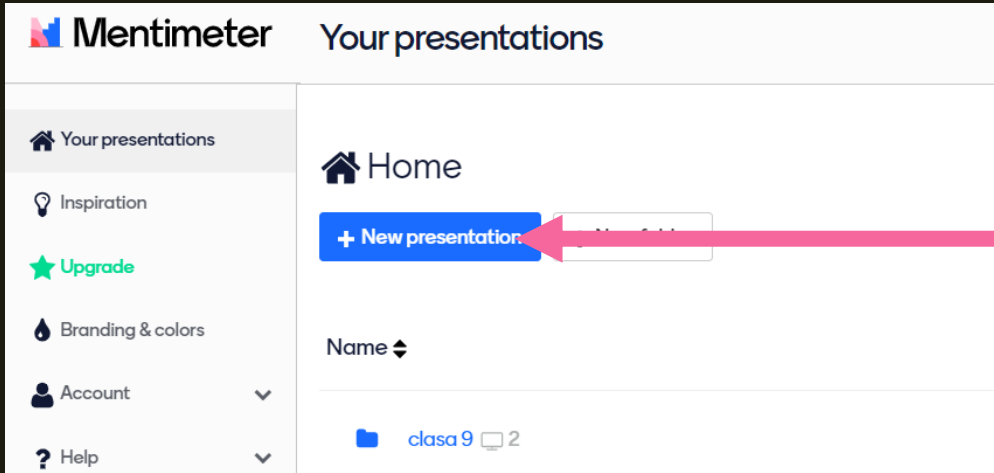 Mentimeter
Your presentations
Your presentations
Home
Inspiration
+ New presentation
Upgrade
Branding & colors
Name
Account
clasa 9 2
? Help